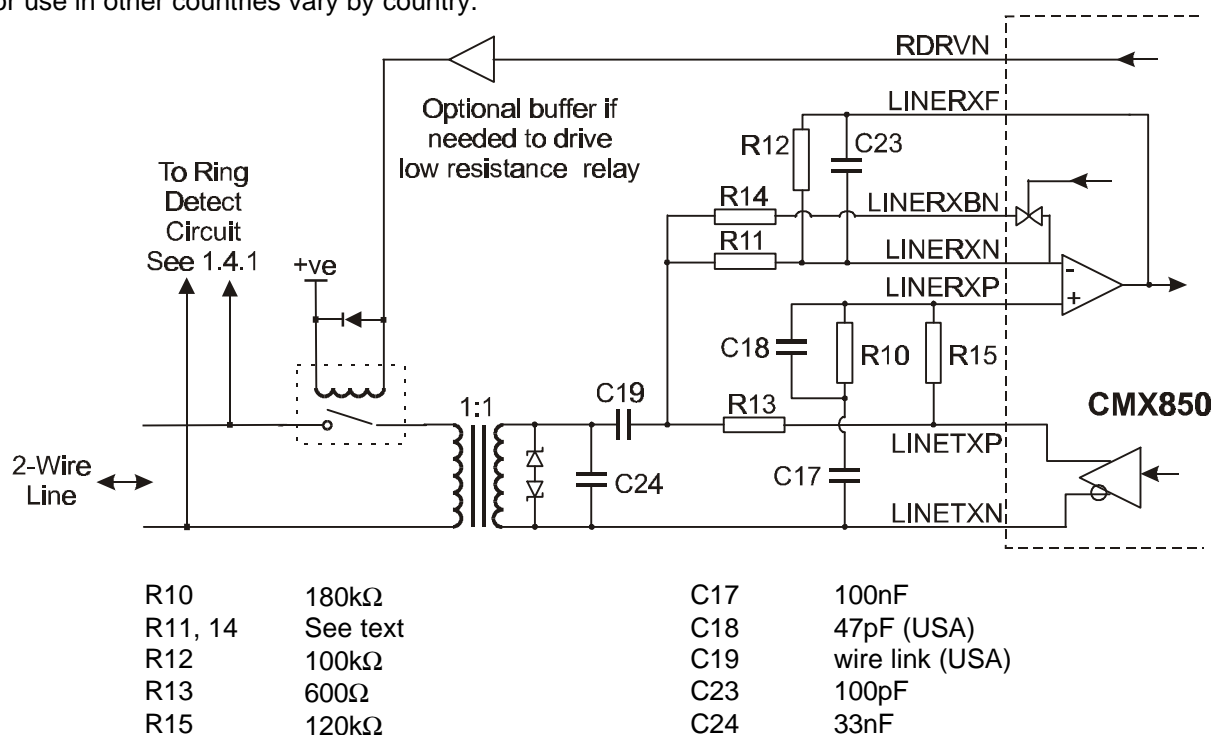 or use in other countries vary by country.
RDRVN
Optional buffer if
needed to drive
low resistance relay
LINERXF
R12
C23
To Ring
Detect
Circuit
See 1.4.1
R14
LINERXBN
R11
LINERXN
+ve
LINERXP
-
+
C18
R10
R15
1:1
C19
R13
CMX850
LINETXP
2-Wire
Line
C24
C17
LINETXN
R10 180kΩ C17 100nF
R11, 14 See text C18 47pF (USA)
R12 100kΩ C19 wire link (USA)
R13 600Ω C23 100pF
R15 120kΩ C24 33nF